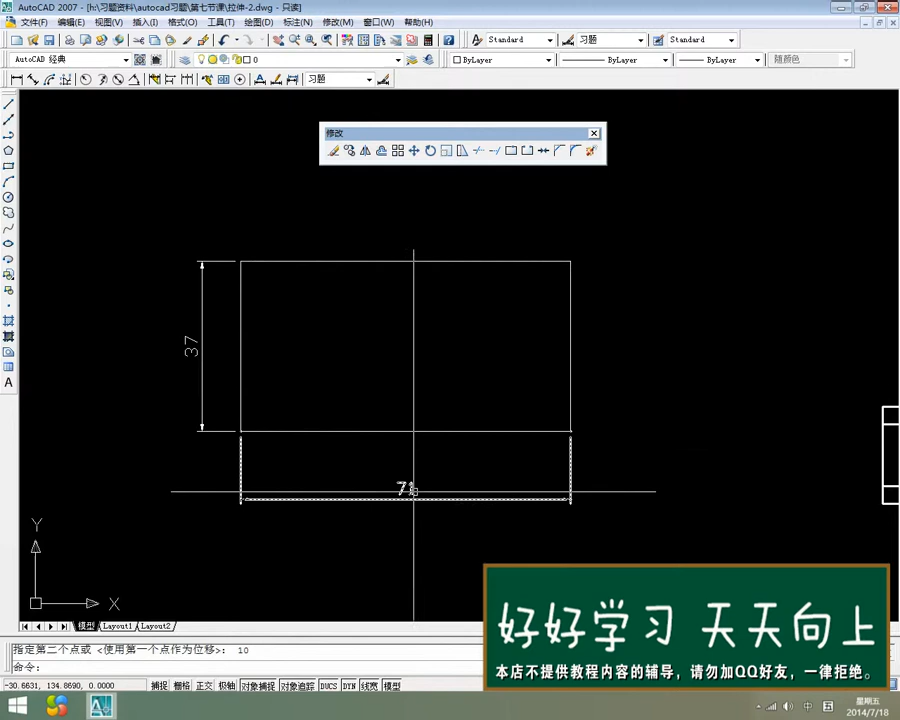 AutoCAD 2007 - [h:\习题资料\autocad习题\第七节课\拉伸-2.dwg - 只读]
文件(F) 编辑(E) 视图(V) 插入(I) 格式(O) 工具(T) 绘图(D) 标注(N) 修改(M) 窗口(W) 帮助(H)
Standard 习题 Standard
AutoCAD 经典 0 ByLayer ByLayer ByLayer 随颜色
习题
修改
37
Y
X
模型 Layout1 Layout2
指定第二个点或 <使用第一个点作为位移>: 10
命令:
-30.6631, 134.8690, 0.0000 捕捉 栅格 正交 极轴 对象捕捉 对象追踪 DUCS DYN 线宽 模型
好好学习 天天向上
本店不提供教程内容的辅导，请勿加QQ好友，一律拒绝。
中 五
星期五
2014/7/18